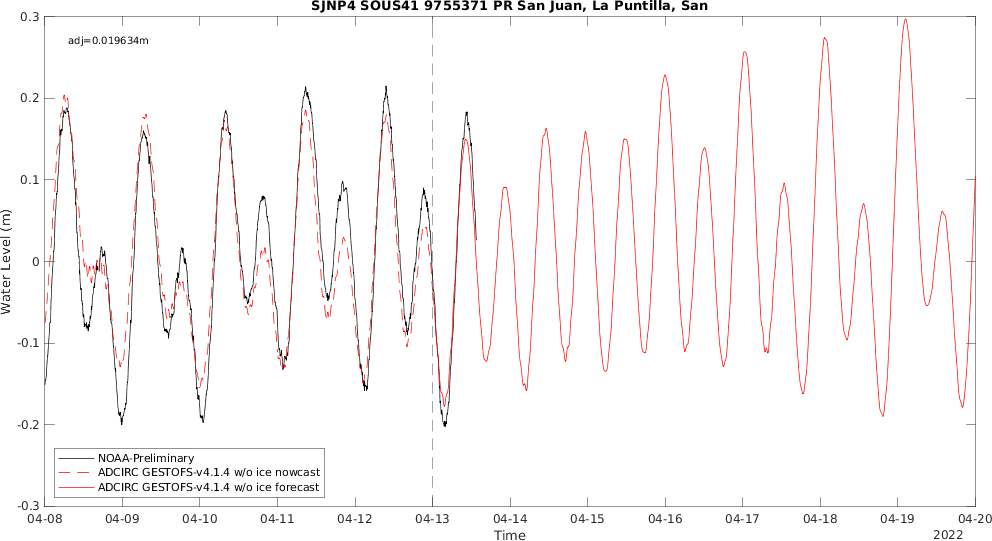 SJNP4 SOUS41 9755371 PR San Juan, La Puntilla, San
adj=0.019634m
0.3
0.2
0.1
0
-0.1
-0.2
-0.3
Water Level (m)
NOAA-Preliminary
ADCIRC GESTOFS-v4.1.4 w/o ice nowcast
ADCIRC GESTOFS-v4.1.4 w/o ice forecast
04-08 04-09 04-10 04-11 04-12 04-13 04-14 04-15 04-16 04-17 04-18 04-19 04-20
Time
2022